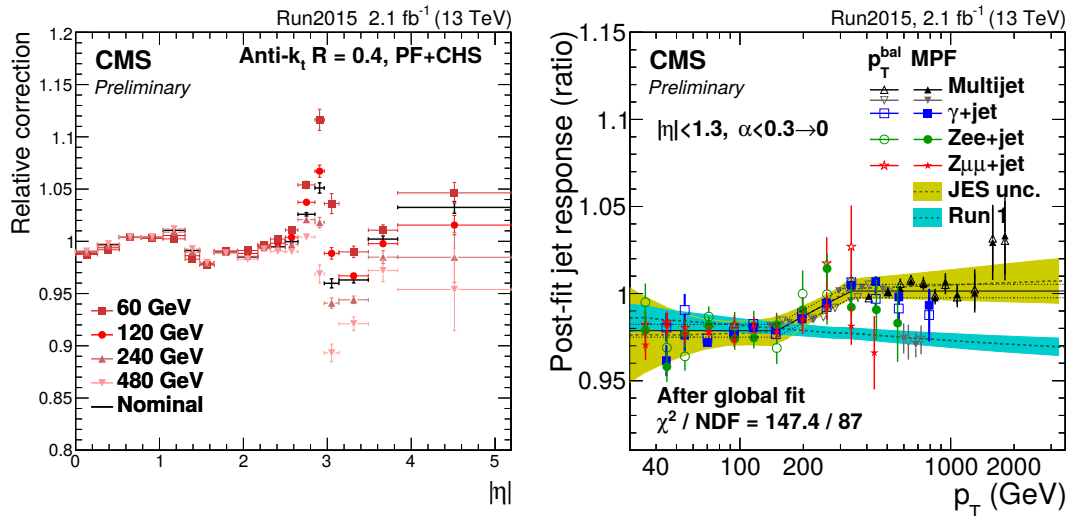 Run2015 2.1 fb⁻¹ (13 TeV)
CMS
Preliminary
Anti-kₜ R = 0.4, PF+CHS
Relative correction
1.2
1.15
1.1
1.05
1
0.95
0.9
0.85
0.8
60 GeV
120 GeV
240 GeV
480 GeV
Nominal
0 1 2 3 4 5
|η|
Run2015, 2.1 fb⁻¹ (13 TeV)
CMS
Preliminary
|η|<1.3, α<0.3→0
p_T^bal MPF
Multijet
γ+jet
Zee+jet
Zμμ+jet
JES unc.
Run 1
Post-fit jet response (ratio)
1.15
1.1
1.05
1
0.95
After global fit
χ² / NDF = 147.4 / 87
40 100 200 1000 2000
p_T (GeV)